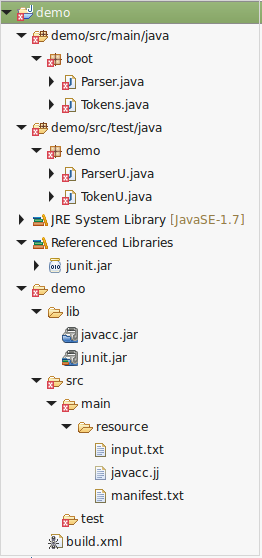 demo
demo/src/main/java
boot
Parser.java
Tokens.java
demo/src/test/java
demo
ParserU.java
TokenU.java
JRE System Library [JavaSE-1.7]
Referenced Libraries
junit.jar
demo
lib
javacc.jar
junit.jar
src
main
resource
input.txt
javacc.jj
manifest.txt
test
build.xml